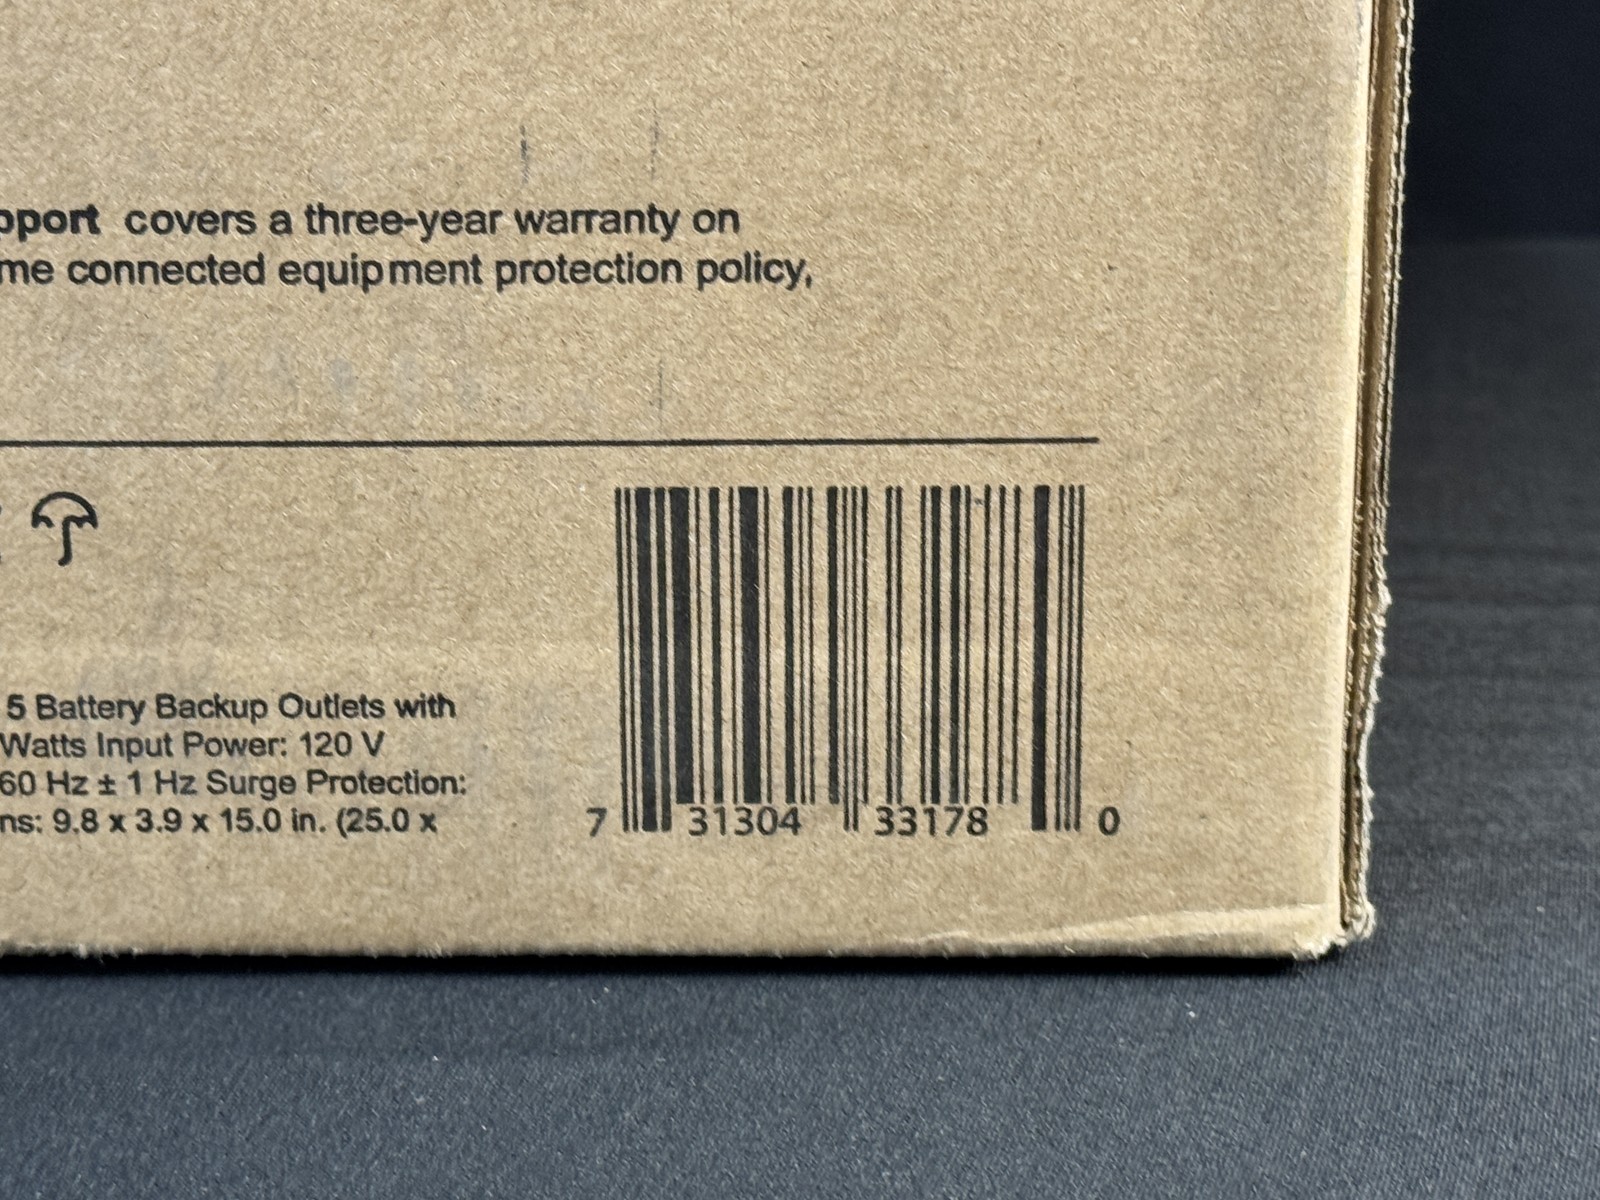 pport covers a three-year warranty on
me connected equipment protection policy,
5 Battery Backup Outlets with
Watts Input Power: 120 V
60 Hz ± 1 Hz Surge Protection:
ns: 9.8 x 3.9 x 15.0 in. (25.0 x
7 31304 33178 0